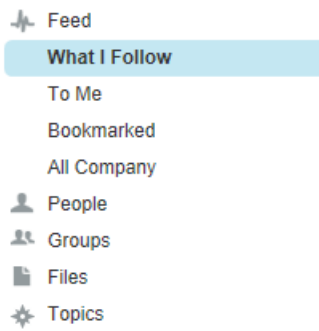 Feed
What I Follow
To Me
Bookmarked
All Company
People
Groups
Files
Topics